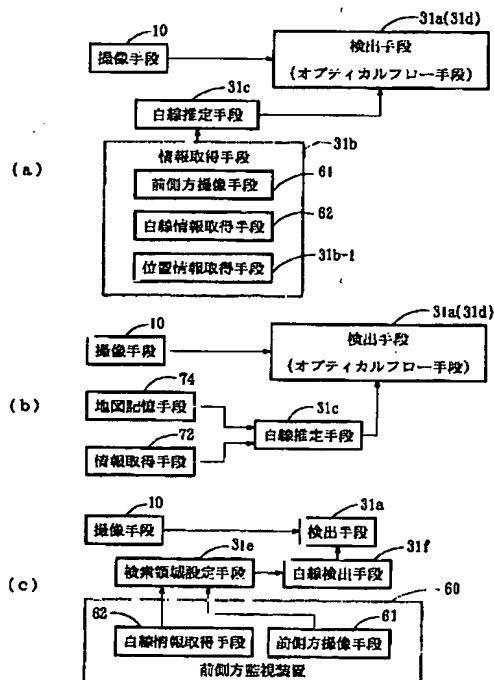 10
撮像手段
31a(31d)
検出手段
(オプティカルフロー手段)
31c
白線推定手段
31b
情報取得手段
61
前側方撮像手段
62
白線情報取得手段
31b-1
位置情報取得手段
(a)
10
撮像手段
31a(31d)
検出手段
(オプティカルフロー手段)
74
地図記憶手段
31c
白線推定手段
72
情報取得手段
(b)
10
撮像手段
31a
検出手段
31e
検索領域設定手段
31f
白線検出手段
60
62
白線情報取得手段
61
前側方撮像手段
前側方監視装置
(c)